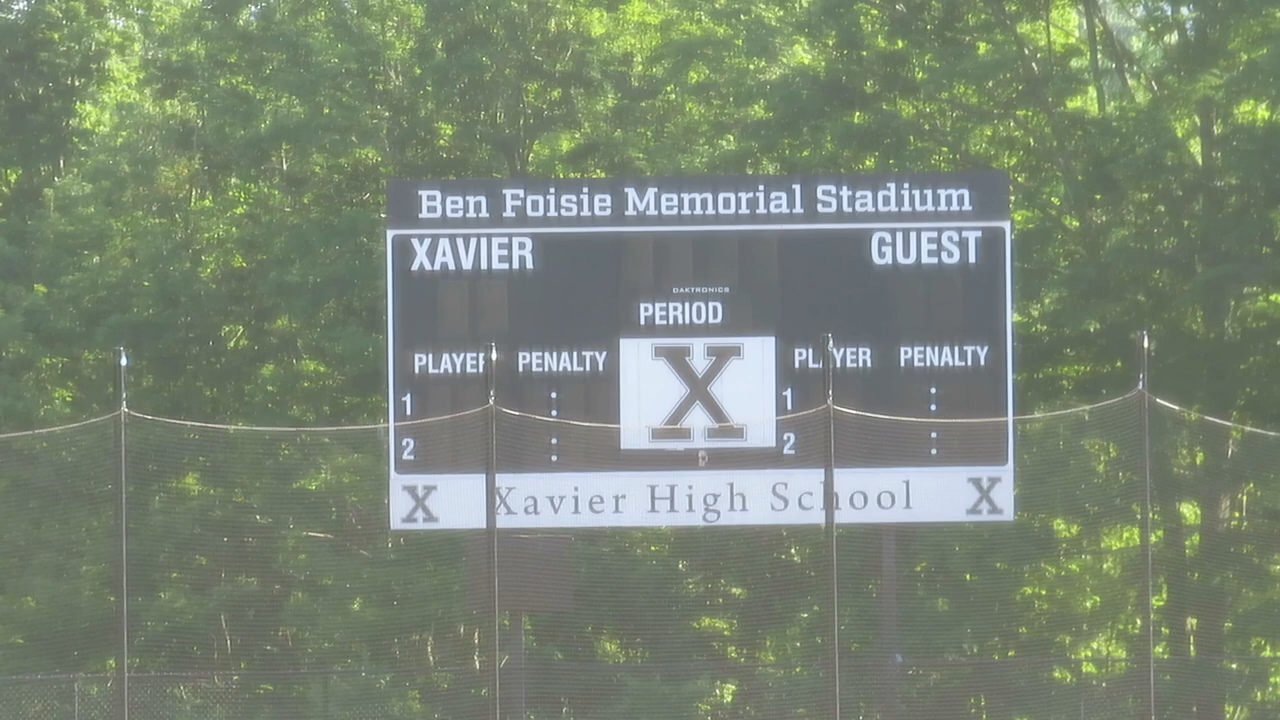 Ben Foisie Memorial Stadium
XAVIER GUEST
DAKTRONICS
PERIOD
PLAYER PENALTY X PLAYER PENALTY
1 : 1 :
2 : 2 :
X Xavier High School X